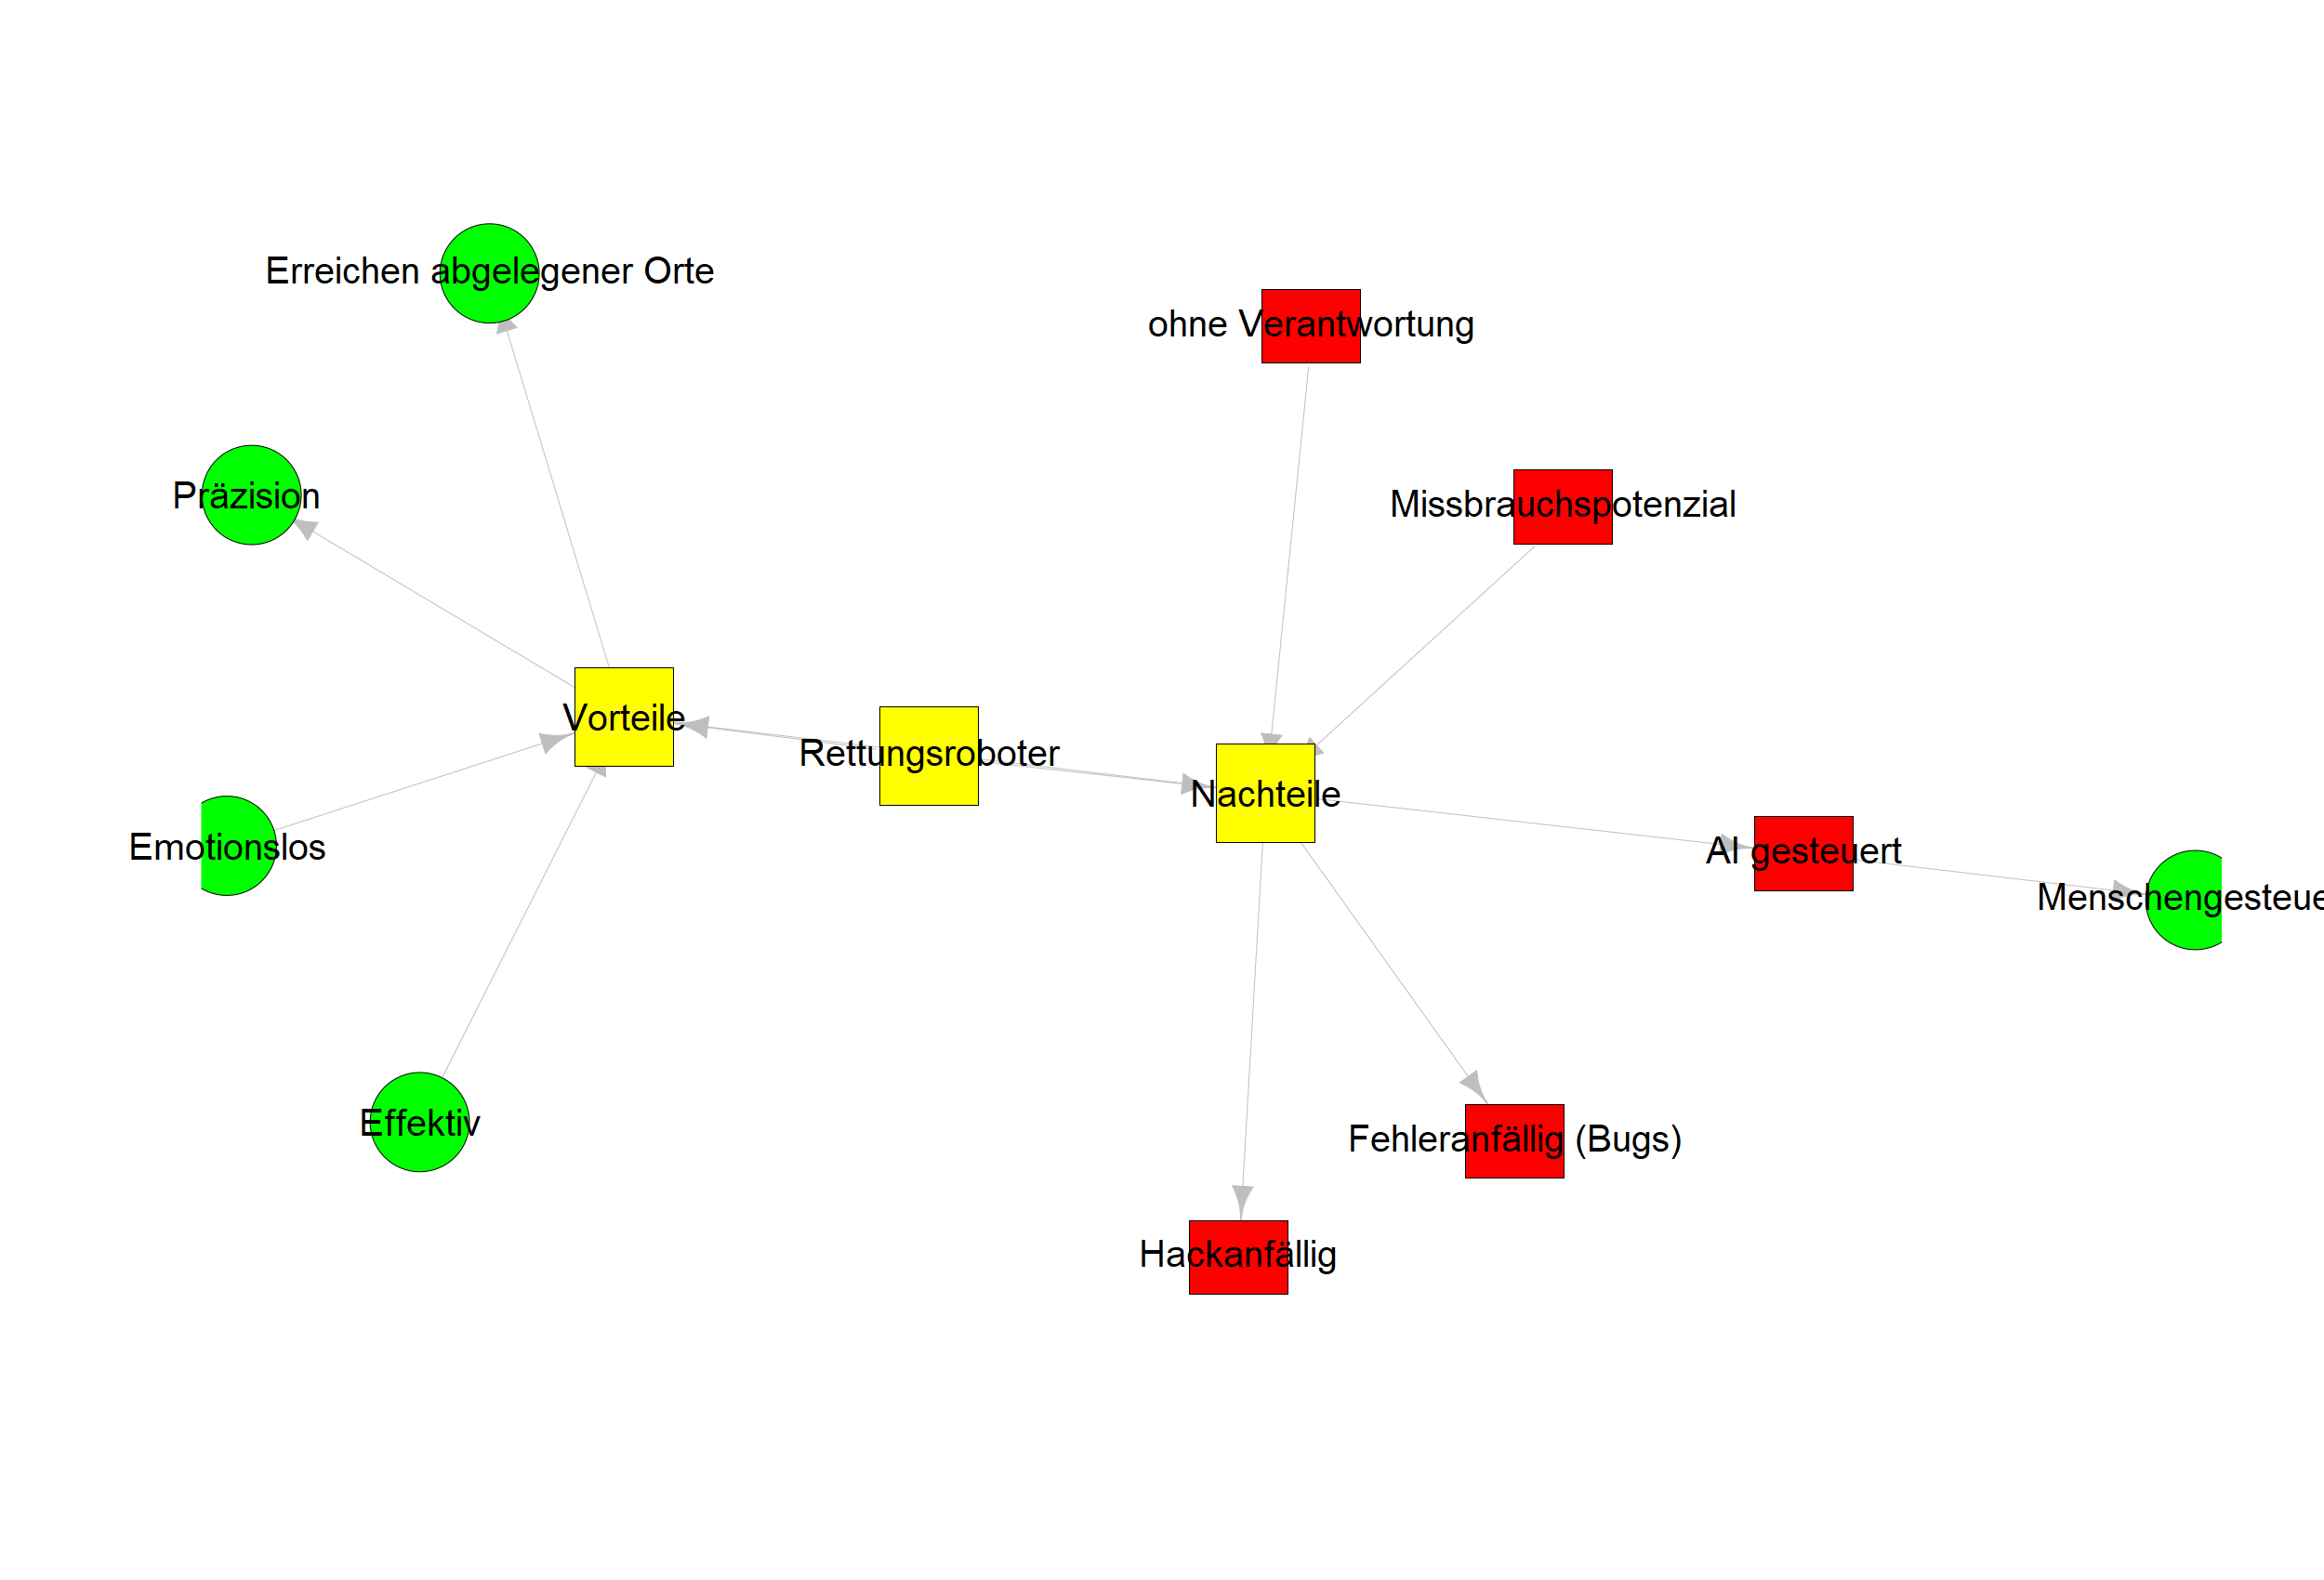 Erreichen abgelegener Orte
ohne Verantwortung
Präzision
Missbrauchspotenzial
Vorteile
Rettungsroboter
Nachteile
Emotionslos
AI gesteuert
Menschengesteue
Effektiv
Fehleranfällig (Bugs)
Hackanfällig